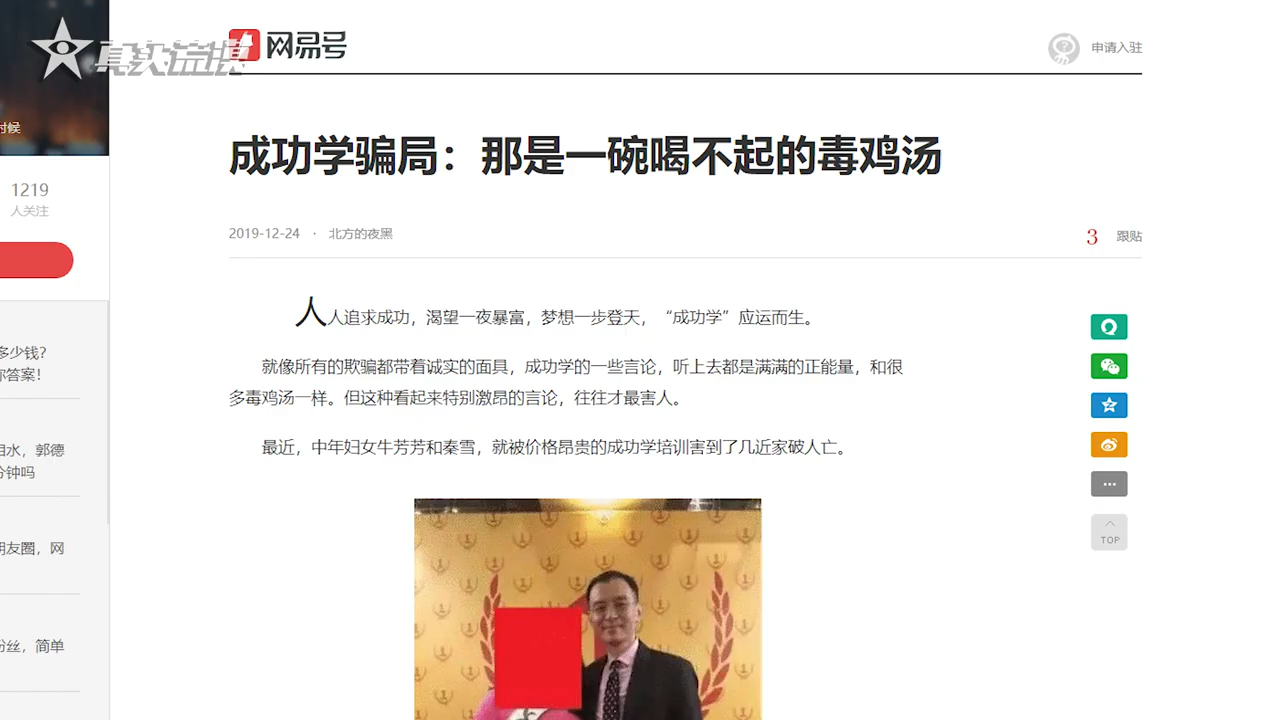 真实谎境
网易号
申请入驻
时候
成功学骗局：那是一碗喝不起的毒鸡汤
1219
人关注
2019-12-24 · 北方的夜黑
3 跟贴
人人追求成功，渴望一夜暴富，梦想一步登天，“成功学”应运而生。
就像所有的欺骗都带着诚实的面具，成功学的一些言论，听上去都是满满的正能量，和很
多毒鸡汤一样。但这种看起来特别激昂的言论，往往才最害人。
最近，中年妇女牛芳芳和秦雪，就被价格昂贵的成功学培训害到了几近家破人亡。
多少钱？
你答案！
相水，郭德
分钟吗
朋友圈，网
粉丝，简单
TOP